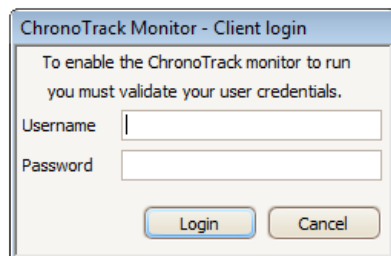 ChronoTrack Monitor - Client login
To enable the ChronoTrack monitor to run
you must validate your user credentials.
Username
Password
Login Cancel